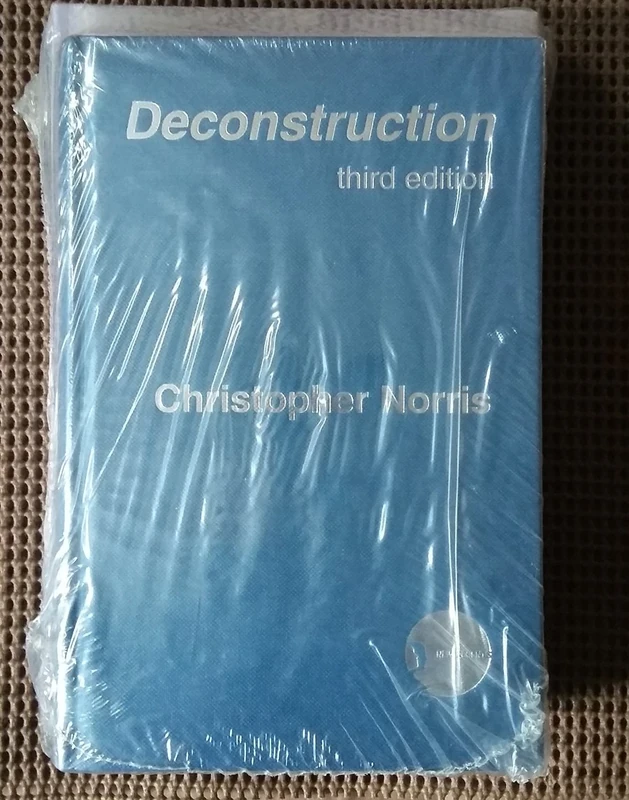 Deconstruction
third edition
Christopher Norris